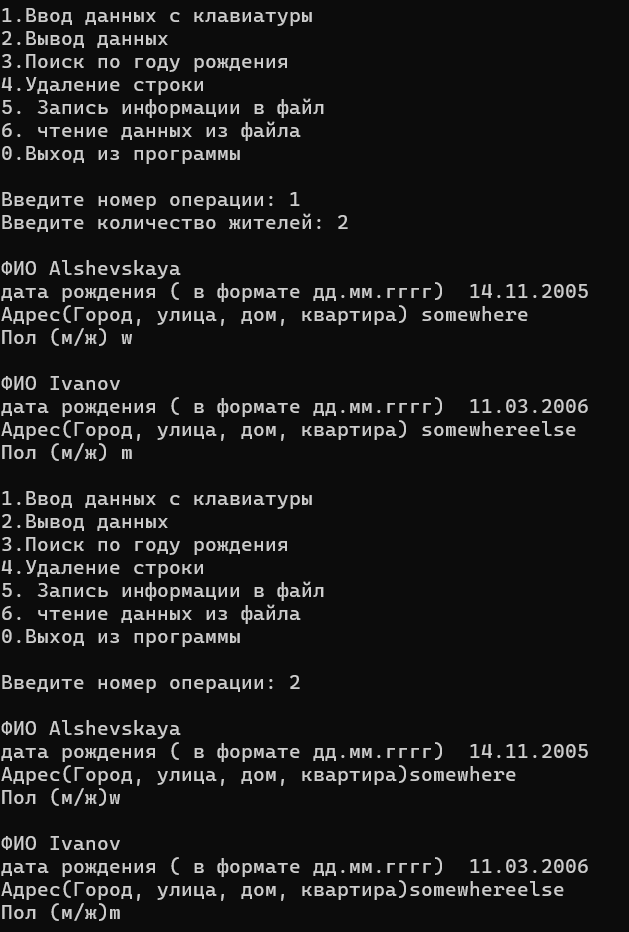 1.Ввод данных с клавиатуры
2.Вывод данных
3.Поиск по году рождения
4.Удаление строки
5. Запись информации в файл
6. чтение данных из файла
0.Выход из программы
Введите номер операции: 1
Введите количество жителей: 2
ФИО Alshevskaya
дата рождения ( в формате дд.мм.гггг)  14.11.2005
Адрес(Город, улица, дом, квартира) somewhere
Пол (м/ж) w
ФИО Ivanov
дата рождения ( в формате дд.мм.гггг)  11.03.2006
Адрес(Город, улица, дом, квартира) somewhereelse
Пол (м/ж) m
1.Ввод данных с клавиатуры
2.Вывод данных
3.Поиск по году рождения
4.Удаление строки
5. Запись информации в файл
6. чтение данных из файла
0.Выход из программы
Введите номер операции: 2
ФИО Alshevskaya
дата рождения ( в формате дд.мм.гггг)  14.11.2005
Адрес(Город, улица, дом, квартира)somewhere
Пол (м/ж)w
ФИО Ivanov
дата рождения ( в формате дд.мм.гггг)  11.03.2006
Адрес(Город, улица, дом, квартира)somewhereelse
Пол (м/ж)m